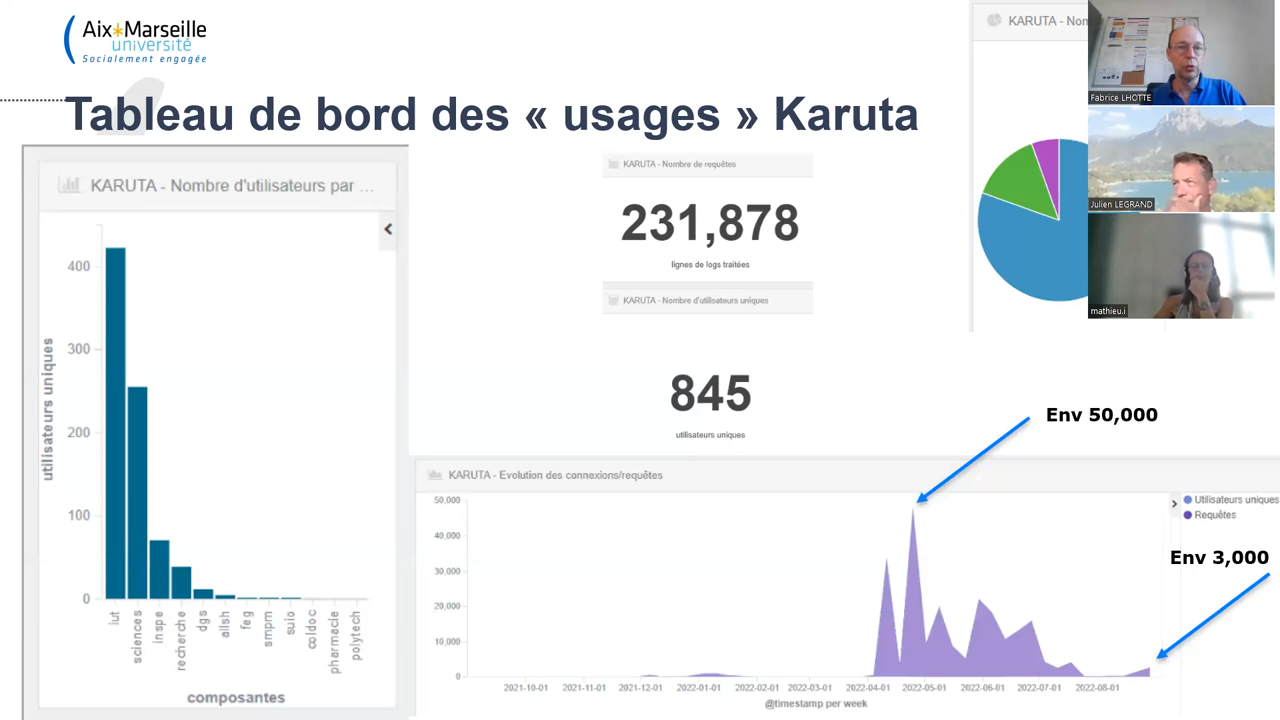 Aix*Marseille
université
Socialement engagée
Tableau de bord des « usages » Karuta
KARUTA - Nombre d'utilisateurs par ...
400
300
200
100
0
utilisateurs uniques
iut
sciences
inspe
recherche
dgs
allsh
feg
smpm
suio
coldoc
pharmacie
polytech
composantes
KARUTA - Nombre de requêtes
231,878
lignes de logs traitées
KARUTA - Nombre d'utilisateurs uniques
845
utilisateurs uniques
KARUTA - Nom
Fabrice LHOTTE
Julien LEGRAND
mathieu.i
Env 50,000
KARUTA - Evolution des connexions/requêtes
50,000
40,000
30,000
20,000
10,000
0
2021-10-01
2021-11-01
2021-12-01
2022-01-01
2022-02-01
2022-03-01
2022-04-01
2022-05-01
2022-06-01
2022-07-01
2022-08-01
@timestamp per week
Utilisateurs uniques
Requêtes
Env 3,000